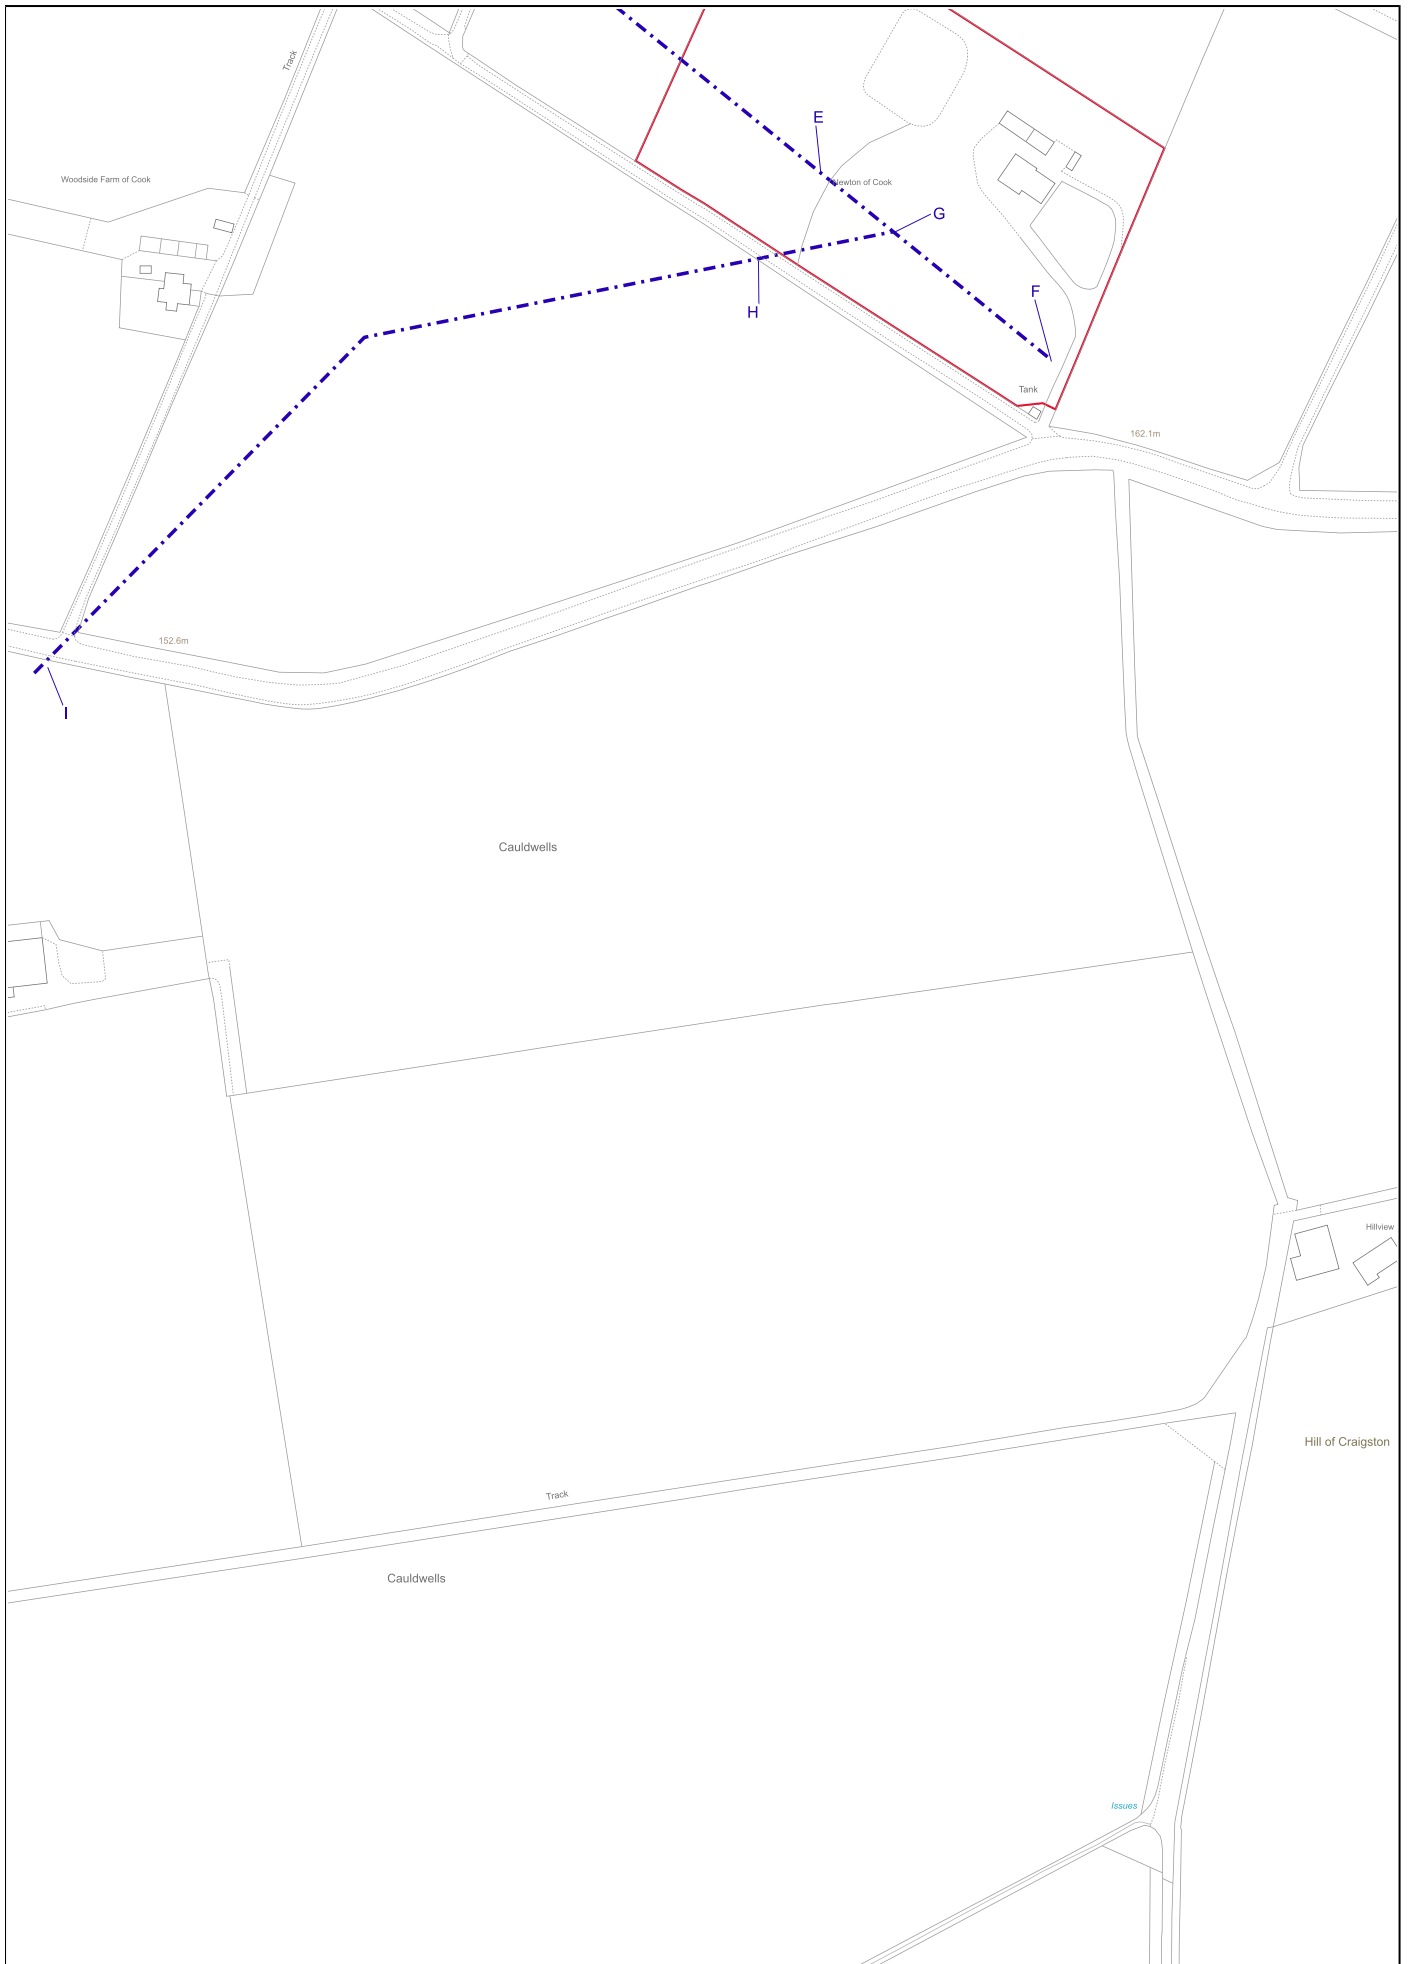 Track
E
Woodside Farm of Cook
Newton of Cook
G
F
H
Tank
162.1m
152.6m
I
Cauldwells
Hillview
Hill of Craigston
Track
Cauldwells
Issues